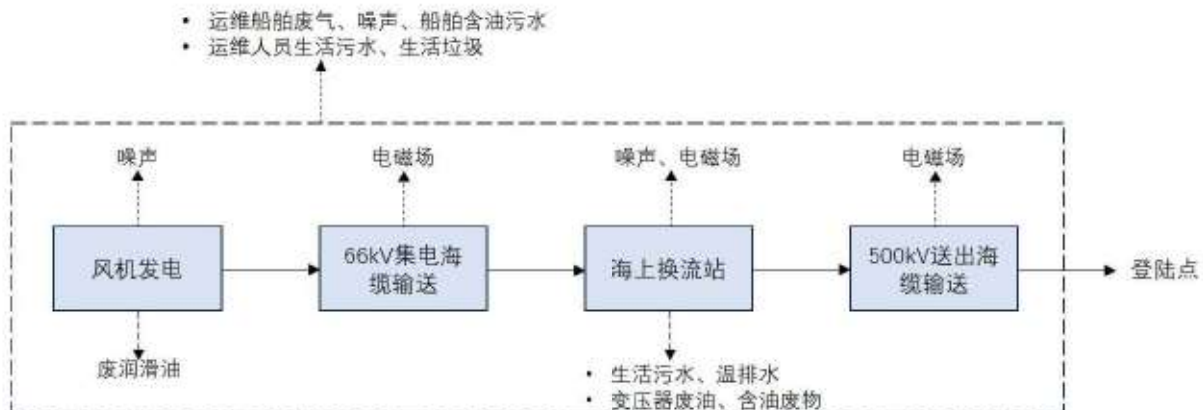 • 运维船舶废气、噪声、船舶含油污水
• 运维人员生活污水、生活垃圾
噪声
电磁场
噪声、电磁场
电磁场
风机发电
66kV集电海
缆输送
海上换流站
500kV送出海
缆输送
登陆点
废润滑油
• 生活污水、温排水
• 变压器废油、含油废物